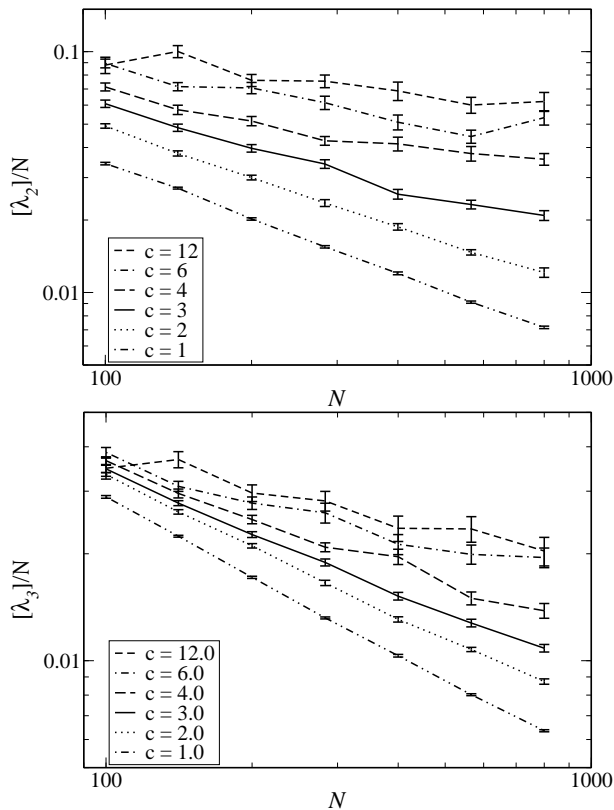 0.1
[λ2]/N
0.01
c = 12
c = 6
c = 4
c = 3
c = 2
c = 1
100
N
1000
[λ3]/N
0.01
c = 12.0
c = 6.0
c = 4.0
c = 3.0
c = 2.0
c = 1.0
100
N
1000